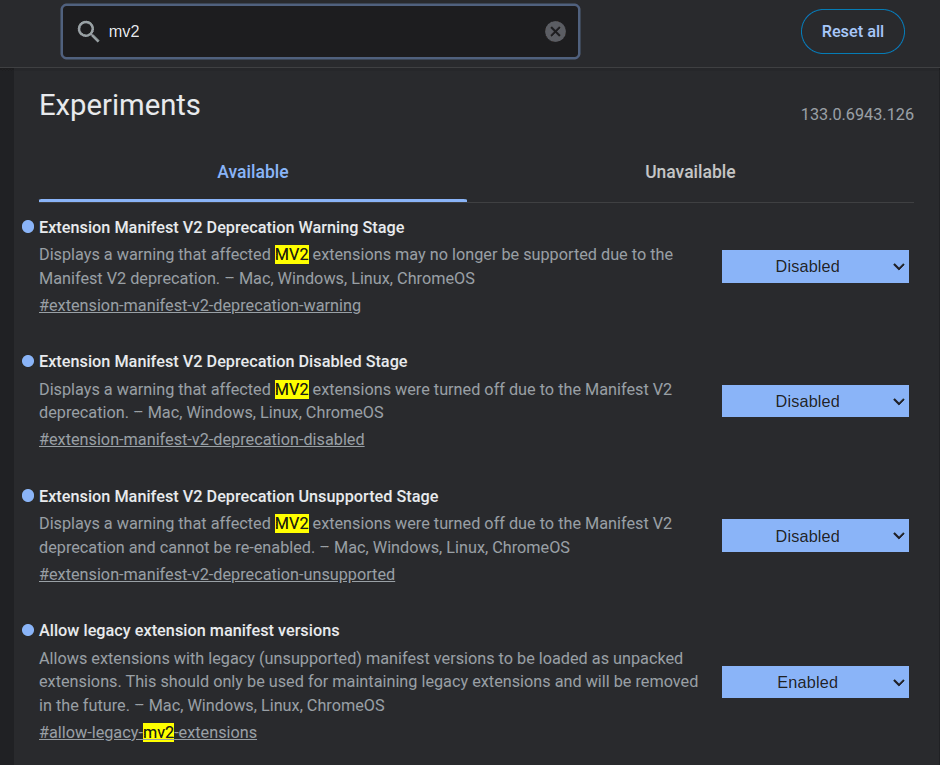 mv2
Reset all
Experiments
133.0.6943.126
Available
Unavailable
Extension Manifest V2 Deprecation Warning Stage
Displays a warning that affected MV2 extensions may no longer be supported due to the
Manifest V2 deprecation. – Mac, Windows, Linux, ChromeOS
#extension-manifest-v2-deprecation-warning
Disabled
Extension Manifest V2 Deprecation Disabled Stage
Displays a warning that affected MV2 extensions were turned off due to the Manifest V2
deprecation. – Mac, Windows, Linux, ChromeOS
#extension-manifest-v2-deprecation-disabled
Disabled
Extension Manifest V2 Deprecation Unsupported Stage
Displays a warning that affected MV2 extensions were turned off due to the Manifest V2
deprecation and cannot be re-enabled. – Mac, Windows, Linux, ChromeOS
#extension-manifest-v2-deprecation-unsupported
Disabled
Allow legacy extension manifest versions
Allows extensions with legacy (unsupported) manifest versions to be loaded as unpacked
extensions. This should only be used for maintaining legacy extensions and will be removed
in the future. – Mac, Windows, Linux, ChromeOS
#allow-legacy-mv2-extensions
Enabled